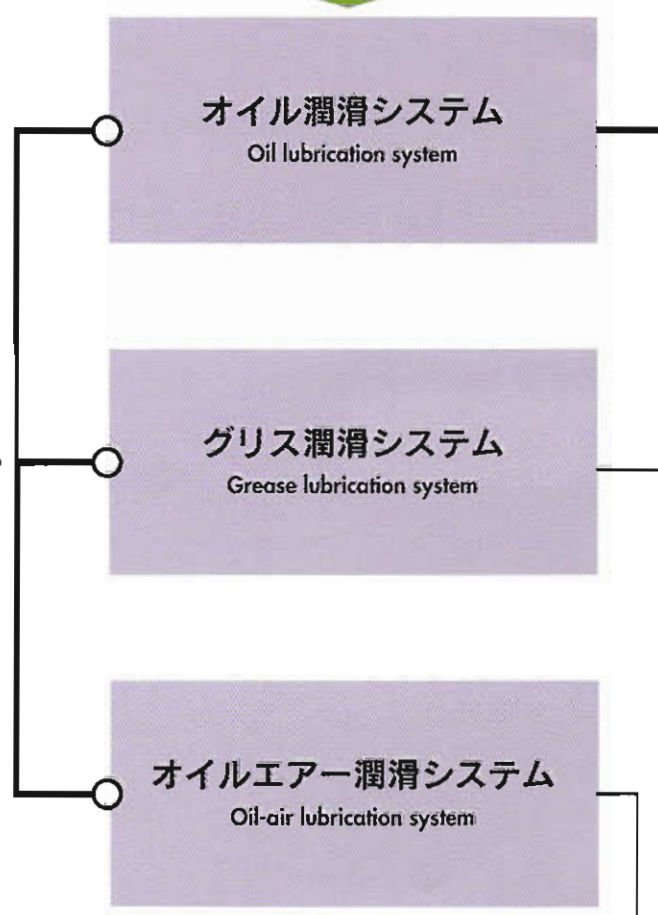 オイル潤滑システム
Oil lubrication system
グリス潤滑システム
Grease lubrication system
オイルエアー潤滑システム
Oil-air lubrication system